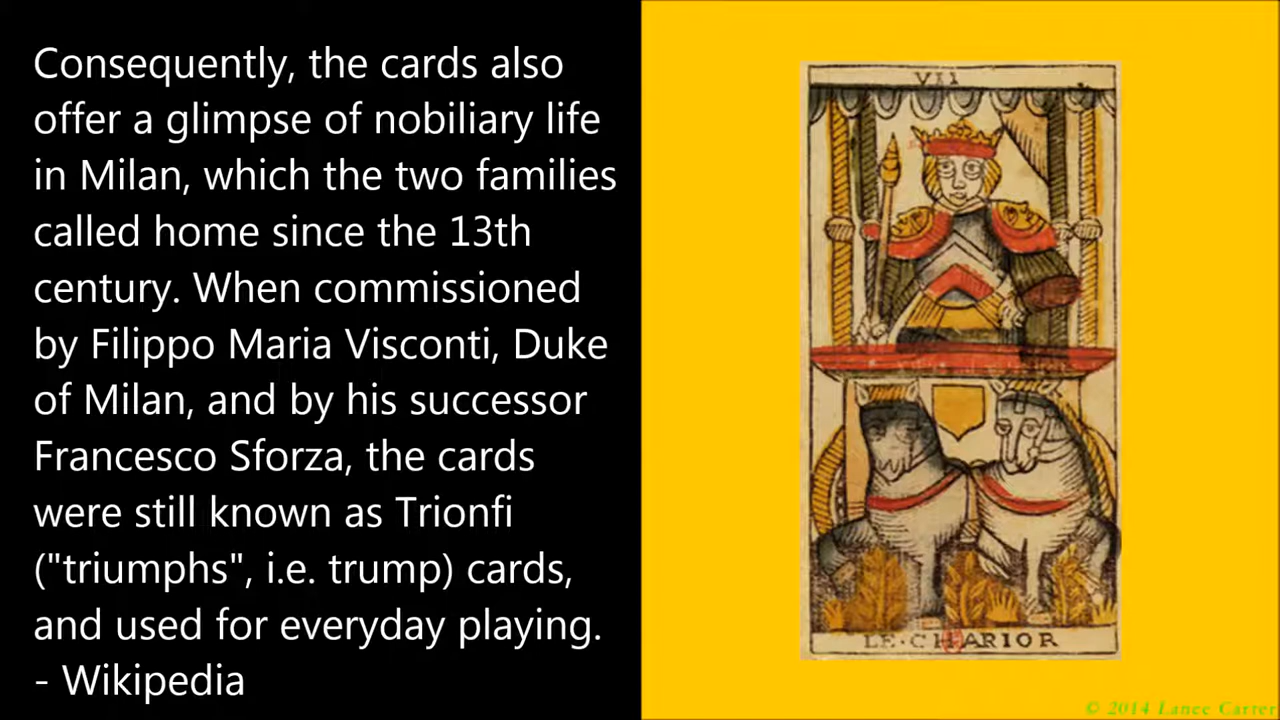 Consequently, the cards also
offer a glimpse of nobiliary life
in Milan, which the two families
called home since the 13th
century. When commissioned
by Filippo Maria Visconti, Duke
of Milan, and by his successor
Francesco Sforza, the cards
were still known as Trionfi
("triumphs", i.e. trump) cards,
and used for everyday playing.
- Wikipedia
VII
LE·CHARIOR
© 2014 Lance Carter